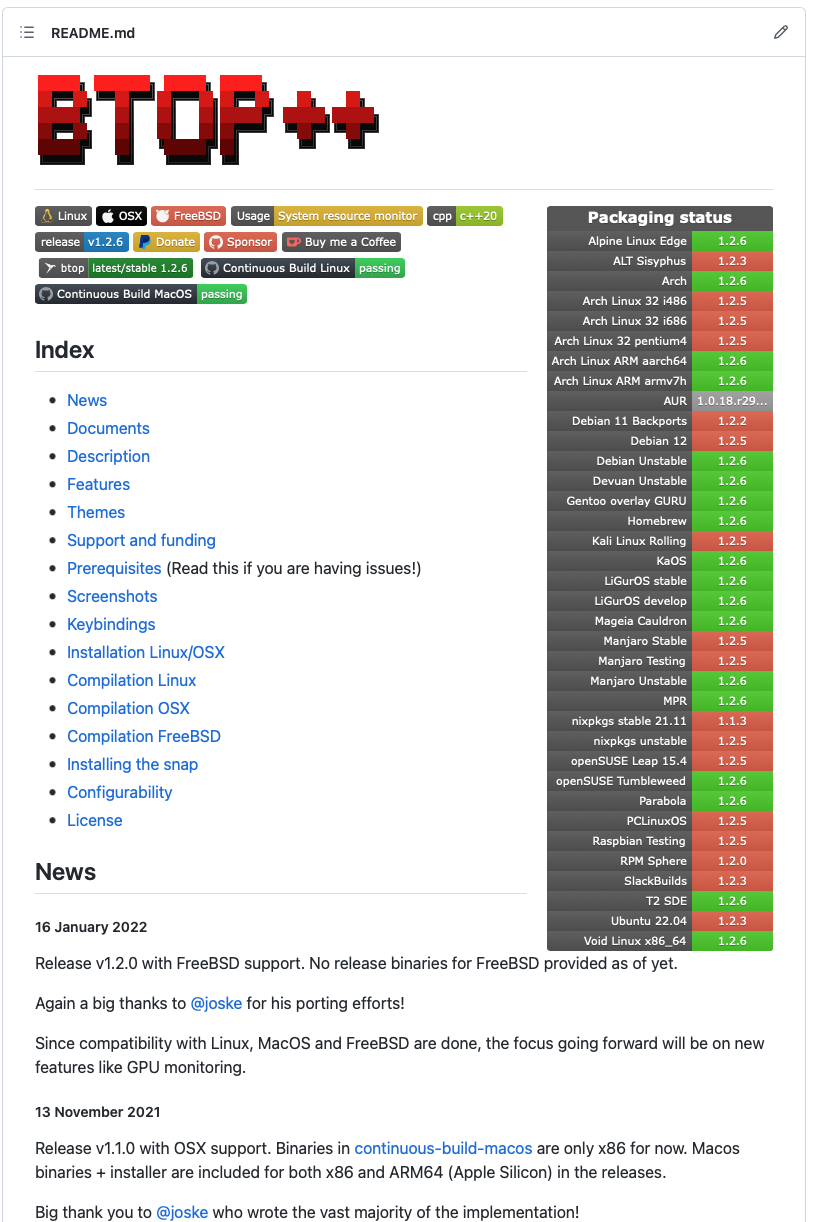 README.md
BTOP++
Linux OSX FreeBSD Usage System resource monitor cpp c++20
release v1.2.6 Donate Sponsor Buy me a Coffee
btop latest/stable 1.2.6 Continuous Build Linux passing
Continuous Build MacOS passing
Packaging status
Alpine Linux Edge 1.2.6
ALT Sisyphus 1.2.3
Arch 1.2.6
Arch Linux 32 i486 1.2.5
Arch Linux 32 i686 1.2.5
Arch Linux 32 pentium4 1.2.5
Arch Linux ARM aarch64 1.2.6
Arch Linux ARM armv7h 1.2.6
AUR 1.0.18.r29...
Debian 11 Backports 1.2.2
Debian 12 1.2.5
Debian Unstable 1.2.6
Devuan Unstable 1.2.6
Gentoo overlay GURU 1.2.6
Homebrew 1.2.6
Kali Linux Rolling 1.2.5
KaOS 1.2.6
LiGurOS stable 1.2.6
LiGurOS develop 1.2.6
Mageia Cauldron 1.2.6
Manjaro Stable 1.2.5
Manjaro Testing 1.2.5
Manjaro Unstable 1.2.6
MPR 1.2.6
nixpkgs stable 21.11 1.1.3
nixpkgs unstable 1.2.5
openSUSE Leap 15.4 1.2.5
openSUSE Tumbleweed 1.2.6
Parabola 1.2.6
PCLinuxOS 1.2.5
Raspbian Testing 1.2.5
RPM Sphere 1.2.0
SlackBuilds 1.2.3
T2 SDE 1.2.6
Ubuntu 22.04 1.2.3
Void Linux x86_64 1.2.6
Index
News
Documents
Description
Features
Themes
Support and funding
Prerequisites (Read this if you are having issues!)
Screenshots
Keybindings
Installation Linux/OSX
Compilation Linux
Compilation OSX
Compilation FreeBSD
Installing the snap
Configurability
License
News
16 January 2022
Release v1.2.0 with FreeBSD support. No release binaries for FreeBSD provided as of yet.
Again a big thanks to @joske for his porting efforts!
Since compatibility with Linux, MacOS and FreeBSD are done, the focus going forward will be on new
features like GPU monitoring.
13 November 2021
Release v1.1.0 with OSX support. Binaries in continuous-build-macos are only x86 for now. Macos
binaries + installer are included for both x86 and ARM64 (Apple Silicon) in the releases.
Big thank you to @joske who wrote the vast majority of the implementation!